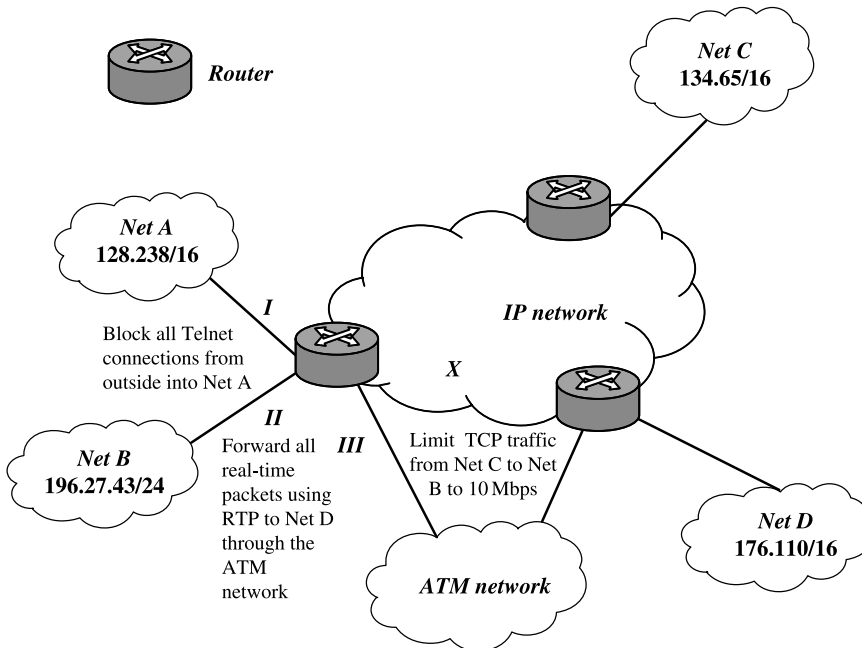 Router
Net C
134.65/16
Net A
128.238/16
I
IP network
Block all Telnet
connections from
outside into Net A
X
II
III
Net B
196.27.43/24
Forward all
real-time
packets using
RTP to Net D
through the
ATM
network
Limit TCP traffic
from Net C to Net
B to 10 Mbps
Net D
176.110/16
ATM network